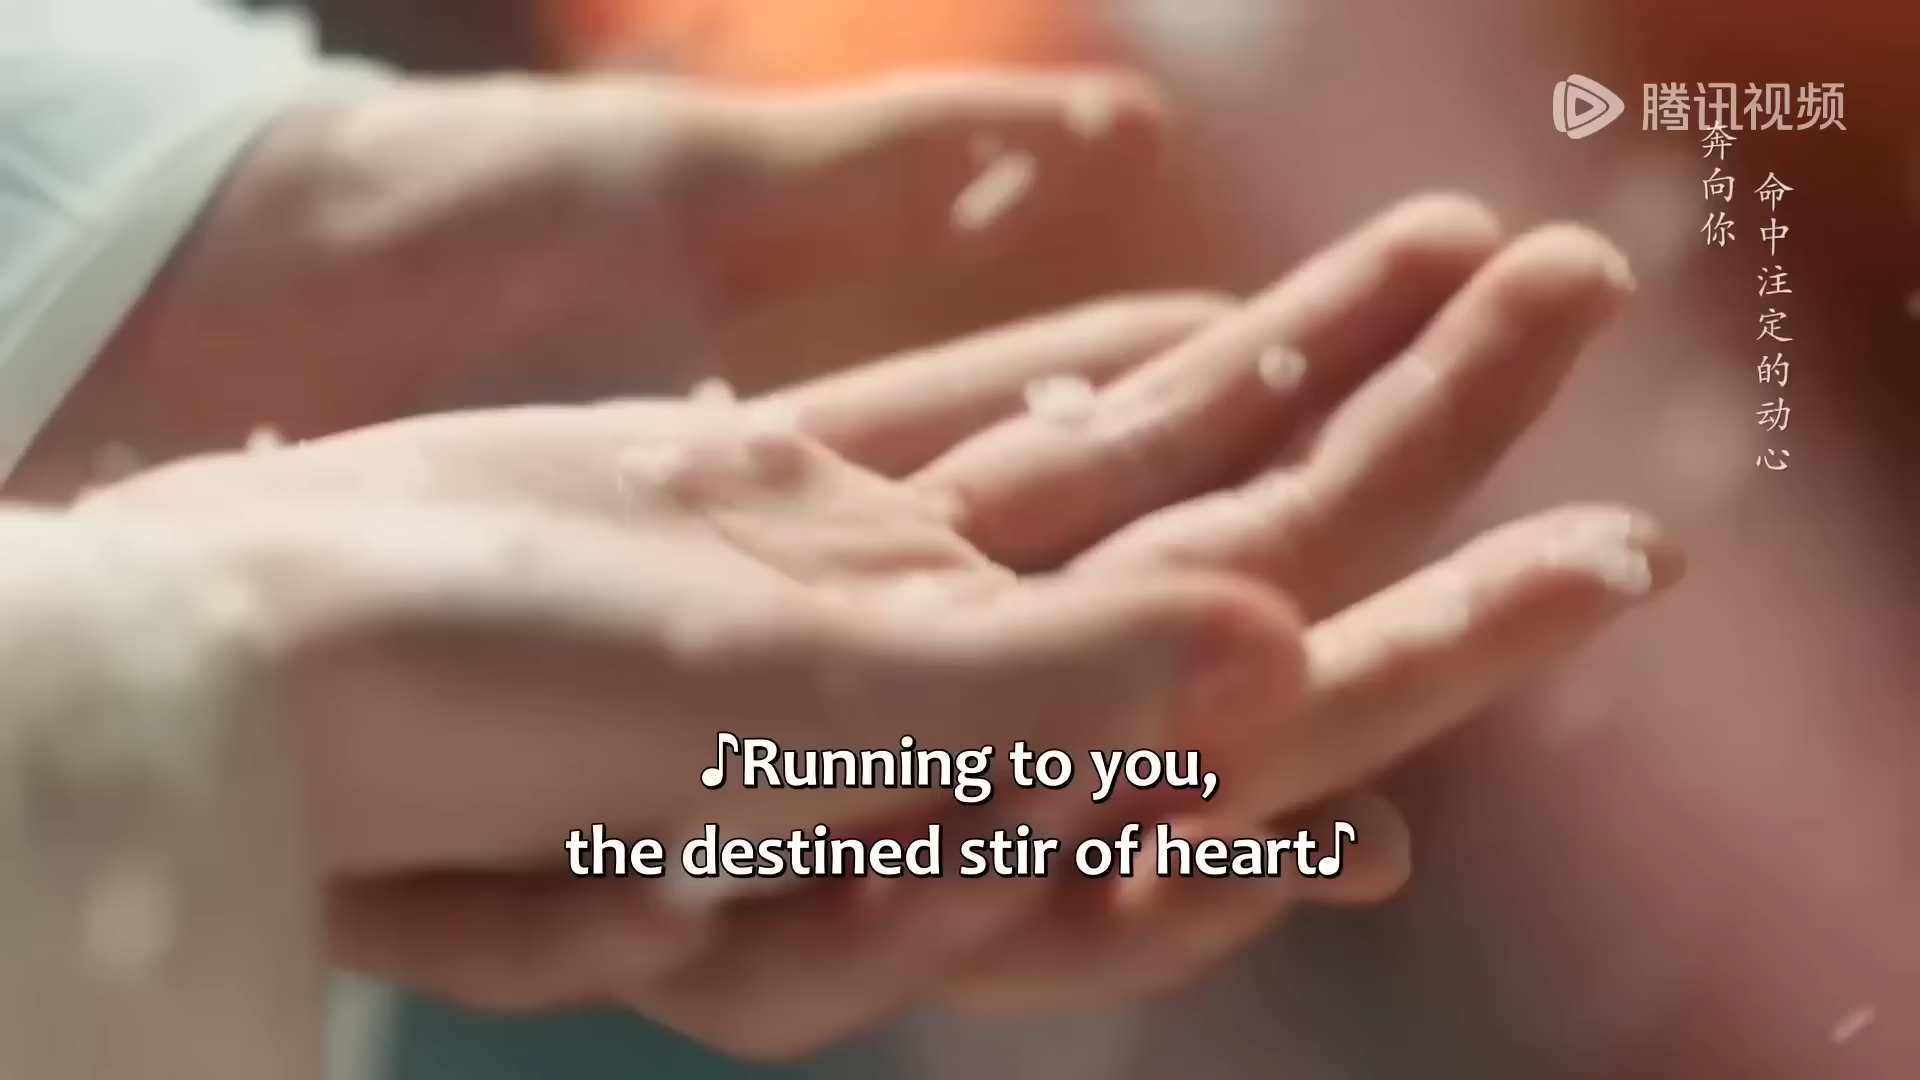 腾讯视频
奔向你
命中注定的动心
♪Running to you,
the destined stir of heart♪